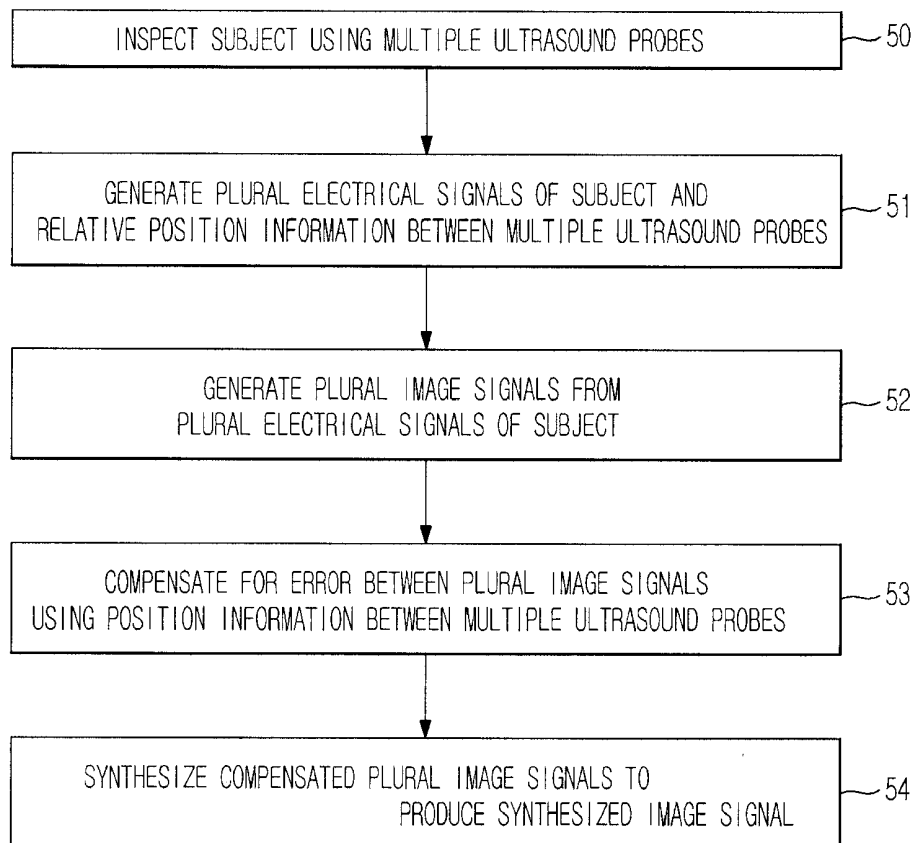 INSPECT SUBJECT USING MULTIPLE ULTRASOUND PROBES
50
GENERATE PLURAL ELECTRICAL SIGNALS OF SUBJECT AND
RELATIVE POSITION INFORMATION BETWEEN MULTIPLE ULTRASOUND PROBES
51
GENERATE PLURAL IMAGE SIGNALS FROM
PLURAL ELECTRICAL SIGNALS OF SUBJECT
52
COMPENSATE FOR ERROR BETWEEN PLURAL IMAGE SIGNALS
USING POSITION INFORMATION BETWEEN MULTIPLE ULTRASOUND PROBES
53
SYNTHESIZE COMPENSATED PLURAL IMAGE SIGNALS TO
PRODUCE SYNTHESIZED IMAGE SIGNAL
54